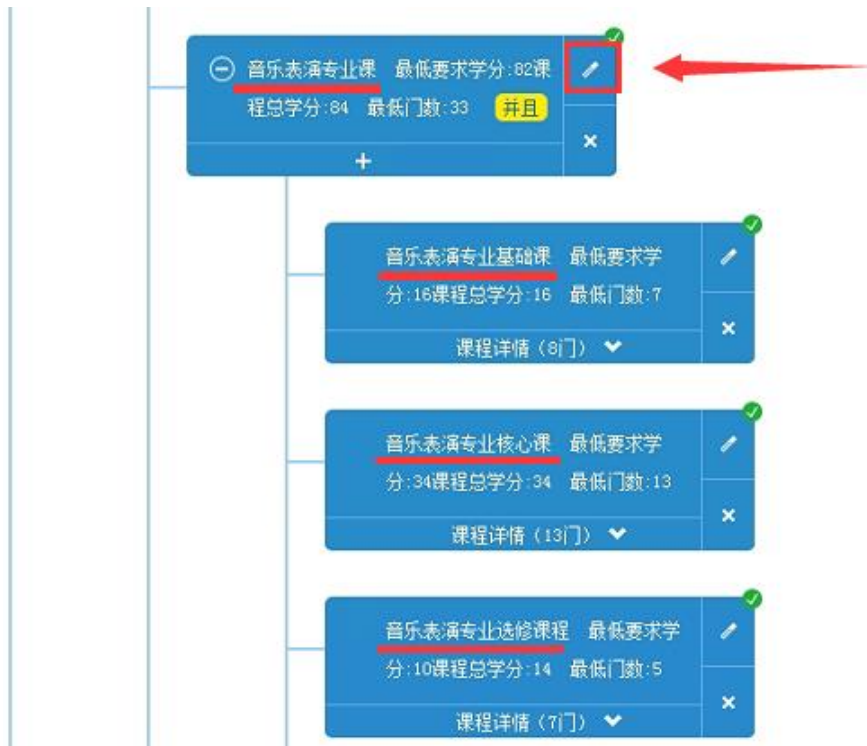 音乐表演专业课 最低要求学分:82课
程总学分:84 最低门数:33 并且
音乐表演专业基础课 最低要求学
分:16课程总学分:16 最低门数:7
课程详情（8门）
音乐表演专业核心课 最低要求学
分:34课程总学分:34 最低门数:13
课程详情（13门）
音乐表演专业选修课程 最低要求学
分:10课程总学分:14 最低门数:5
课程详情（7门）